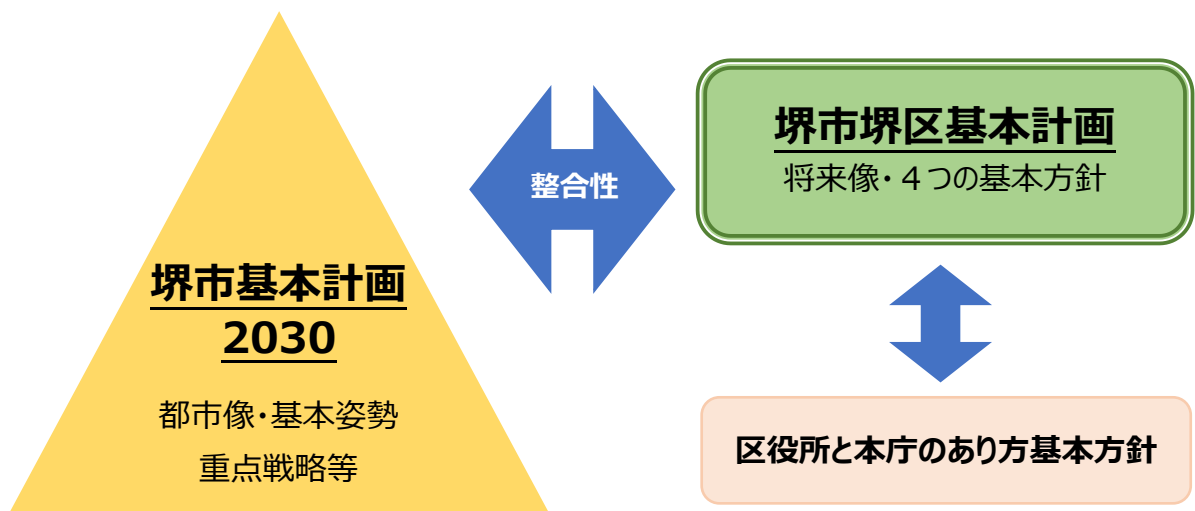 堺市基本計画
2030
都市像・基本姿勢
重点戦略等
整合性
堺市堺区基本計画
将来像・４つの基本方針
区役所と本庁のあり方基本方針